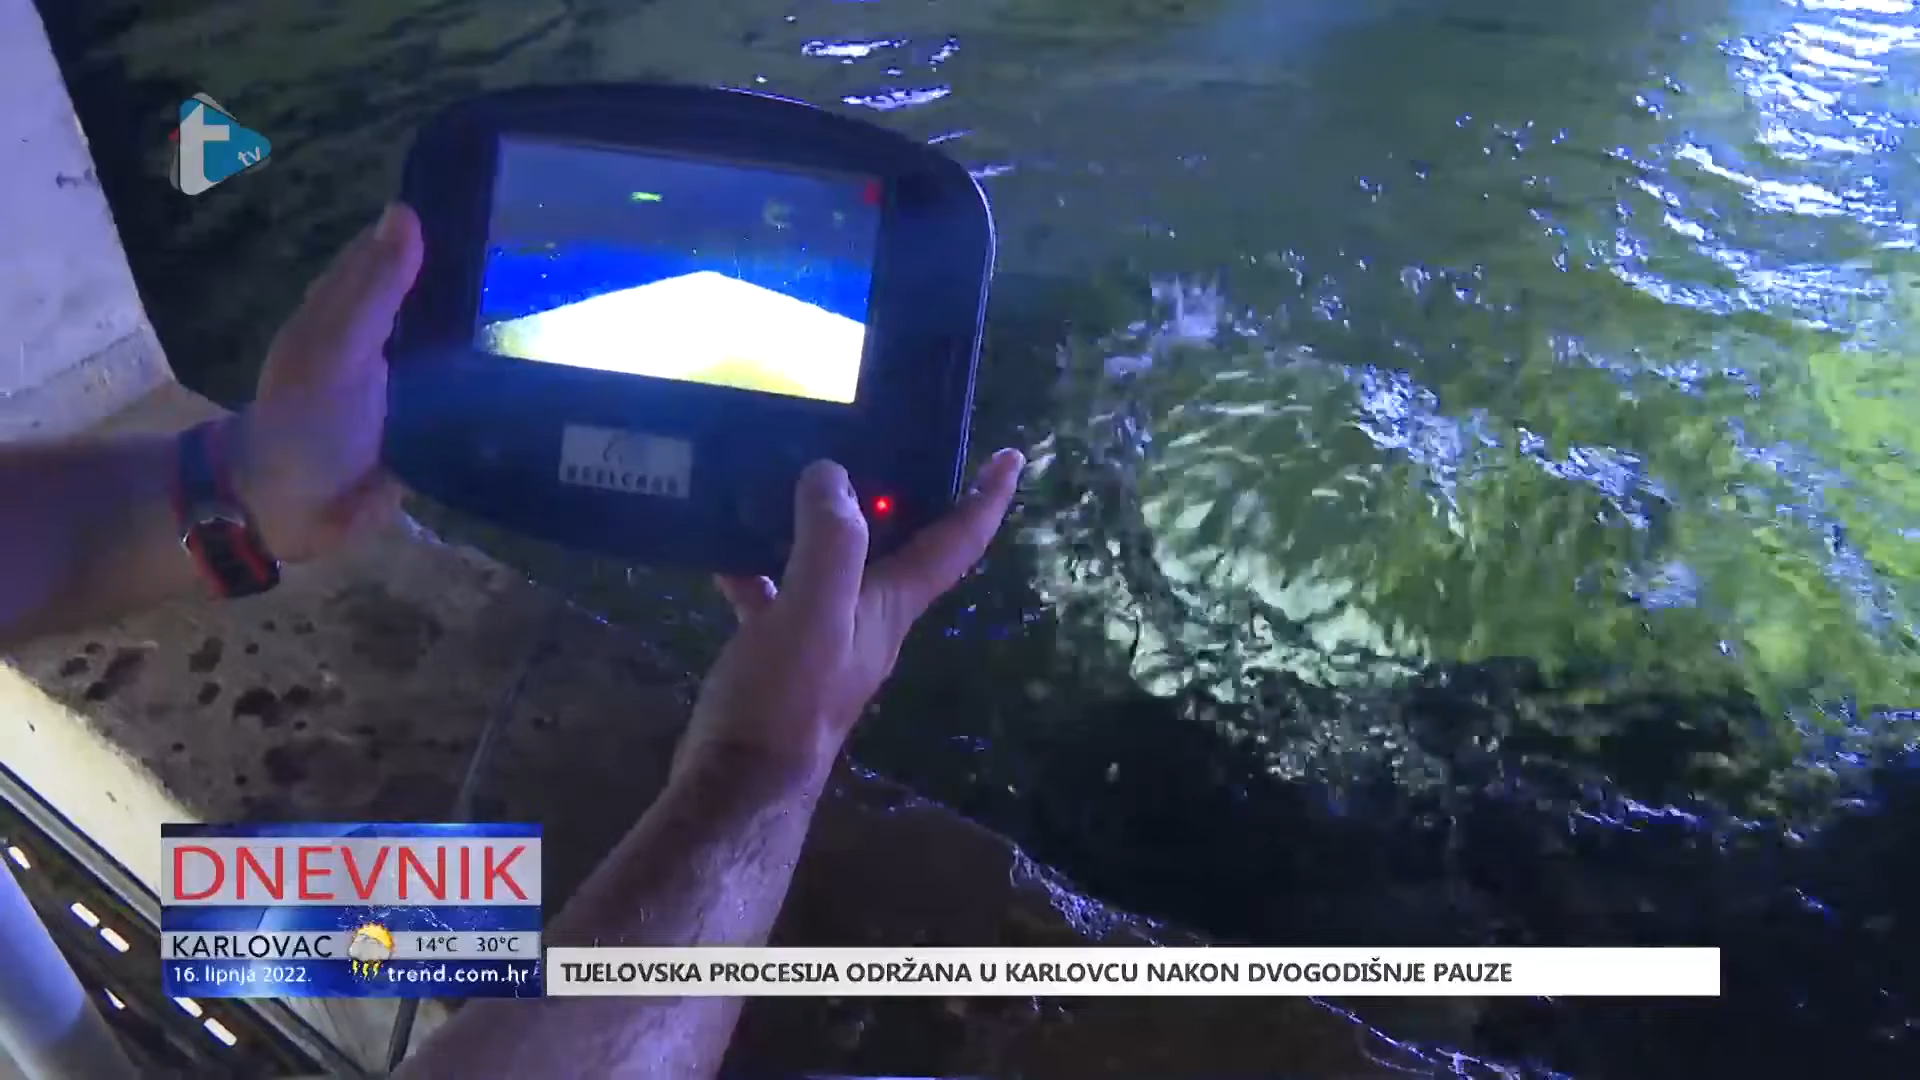 t
tv
DNEVNIK
KARLOVAC 14°C 30°C
16. lipnja 2022. trend.com.hr
TIJELOVSKA PROCESIJA ODRŽANA U KARLOVCU NAKON DVOGODIŠNJE PAUZE